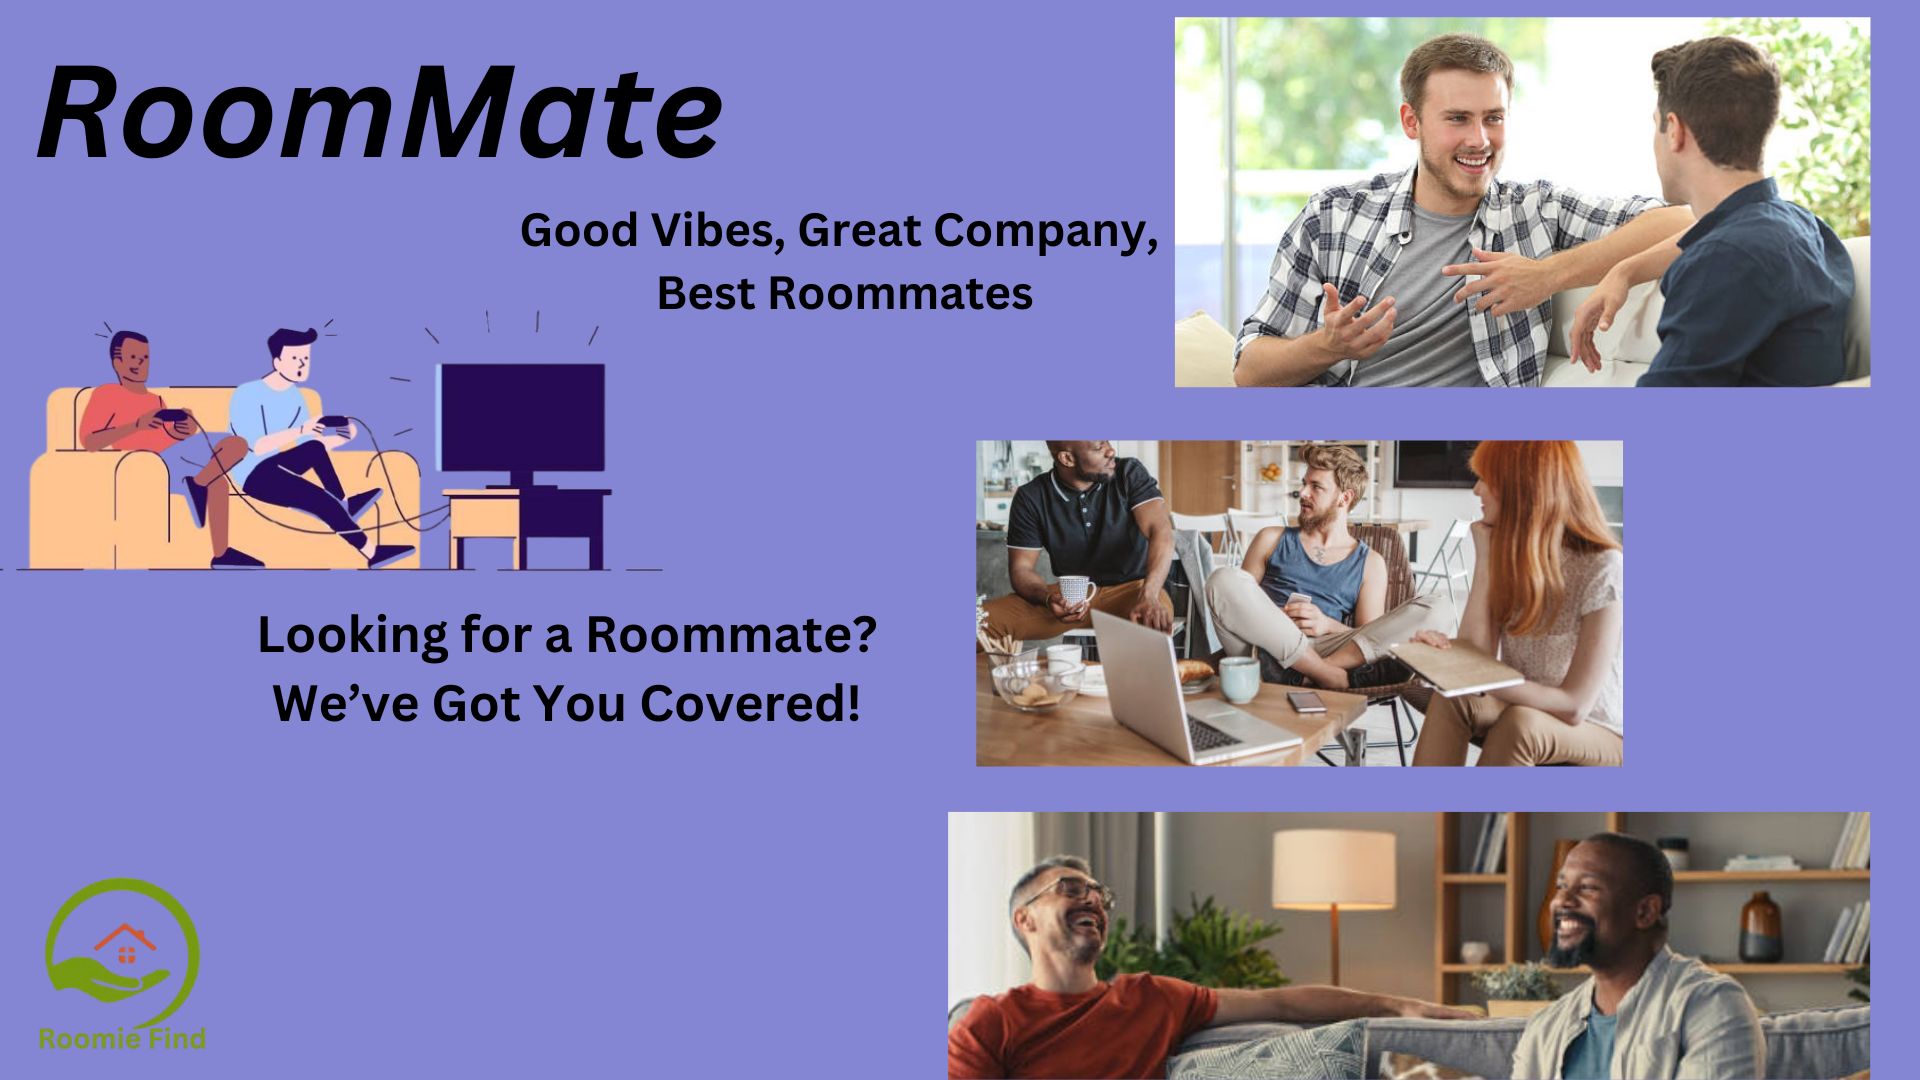 RoomMate
Good Vibes, Great Company,
Best Roommates
Looking for a Roommate?
We’ve Got You Covered!
Roomie Find